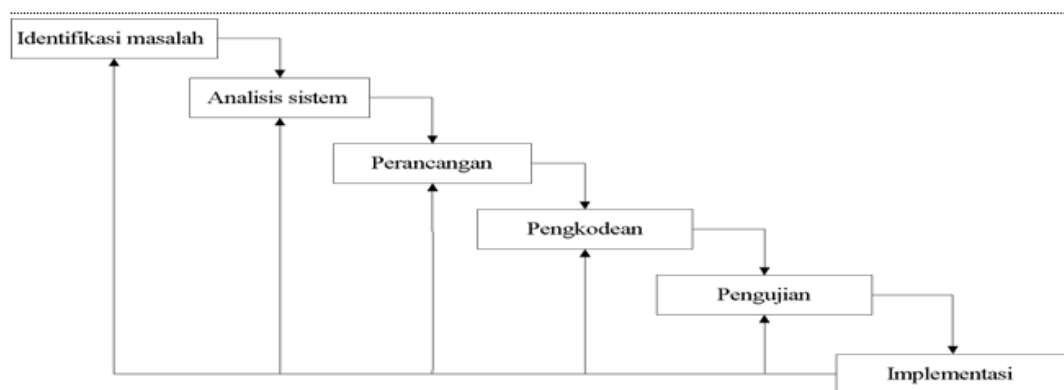 Identifikasi masalah
Analisis sistem
Perancangan
Pengkodean
Pengujian
Implementasi